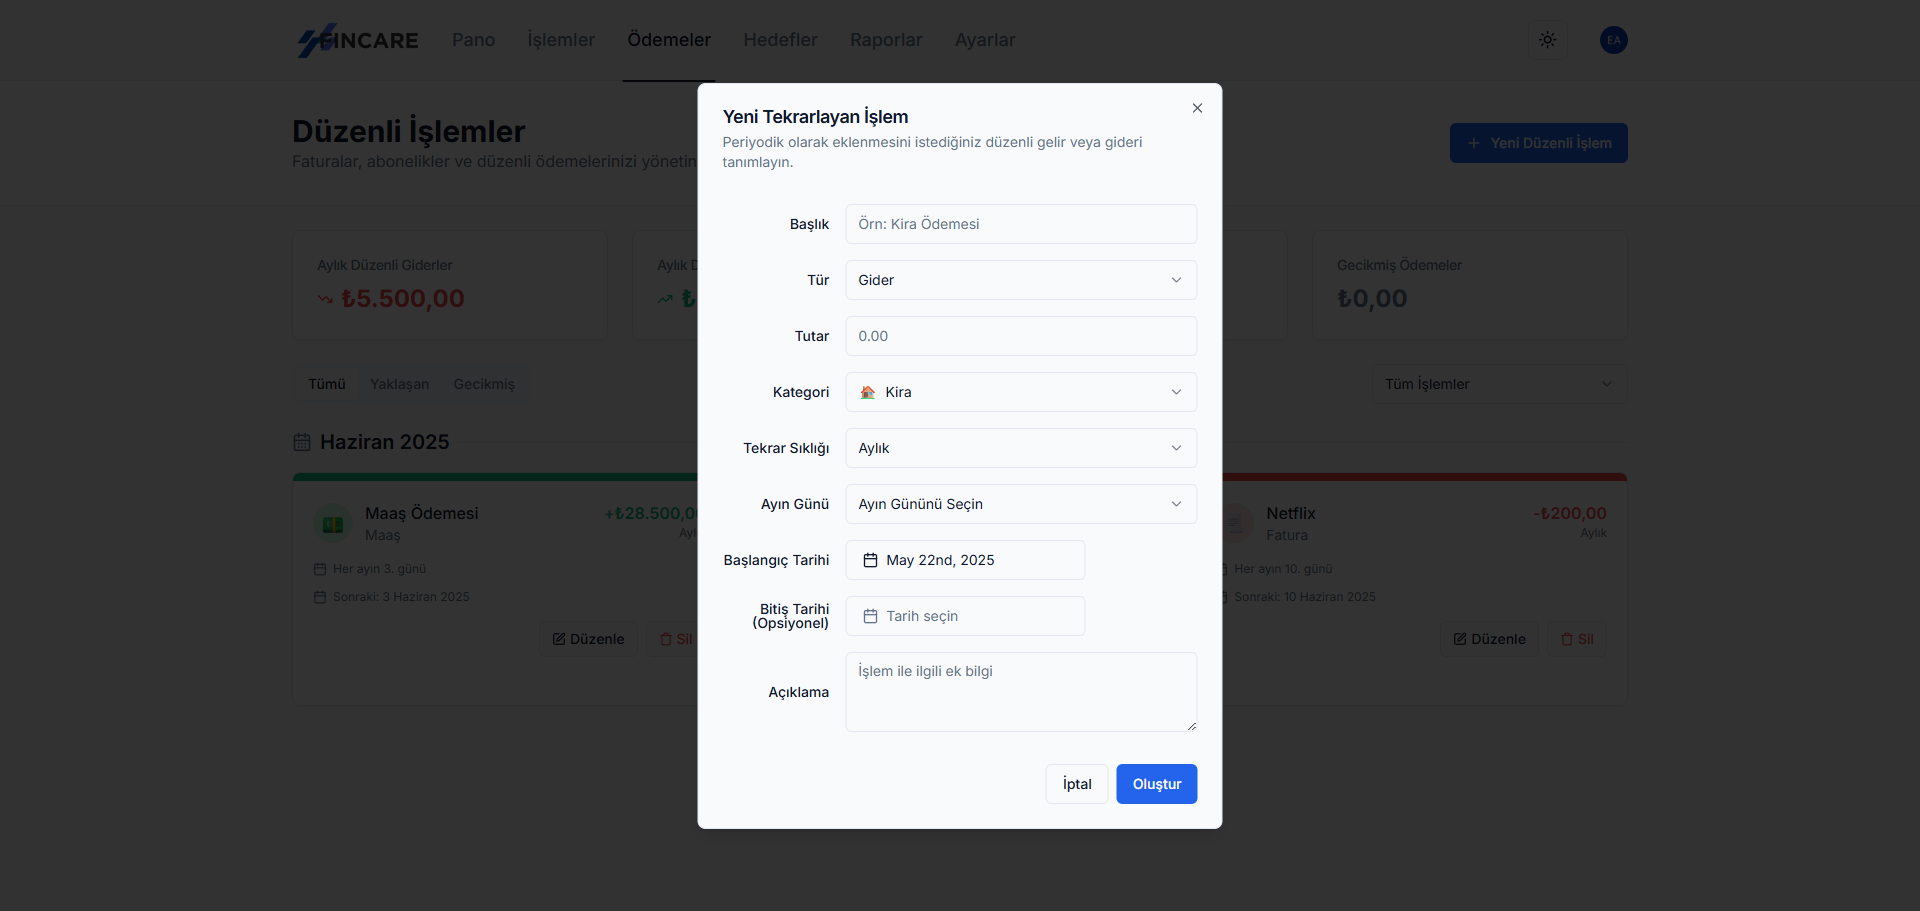 FINCARE
Pano
İşlemler
Ödemeler
Hedefler
Raporlar
Ayarlar
EA
Düzenli İşlemler
Faturalar, abonelikler ve düzenli ödemelerinizi yönetin
+ Yeni Düzenli İşlem
Aylık Düzenli Giderler
₺5.500,00
Aylık D
₺
Gecikmiş Ödemeler
₺0,00
Tümü
Yaklaşan
Gecikmiş
Tüm İşlemler
Haziran 2025
Maaş Ödemesi
+₺28.500,0
Maaş
Her ayın 3. günü
Sonraki: 3 Haziran 2025
Düzenle
Sil
Netflix
-₺200,00
Fatura
Aylık
Her ayın 10. günü
Sonraki: 10 Haziran 2025
Düzenle
Sil
Yeni Tekrarlayan İşlem
Periyodik olarak eklenmesini istediğiniz düzenli gelir veya gideri
tanımlayın.
Başlık
Örn: Kira Ödemesi
Tür
Gider
Tutar
0.00
Kategori
Kira
Tekrar Sıklığı
Aylık
Ayın Günü
Ayın Gününü Seçin
Başlangıç Tarihi
May 22nd, 2025
Bitiş Tarihi
(Opsiyonel)
Tarih seçin
Açıklama
İşlem ile ilgili ek bilgi
İptal
Oluştur